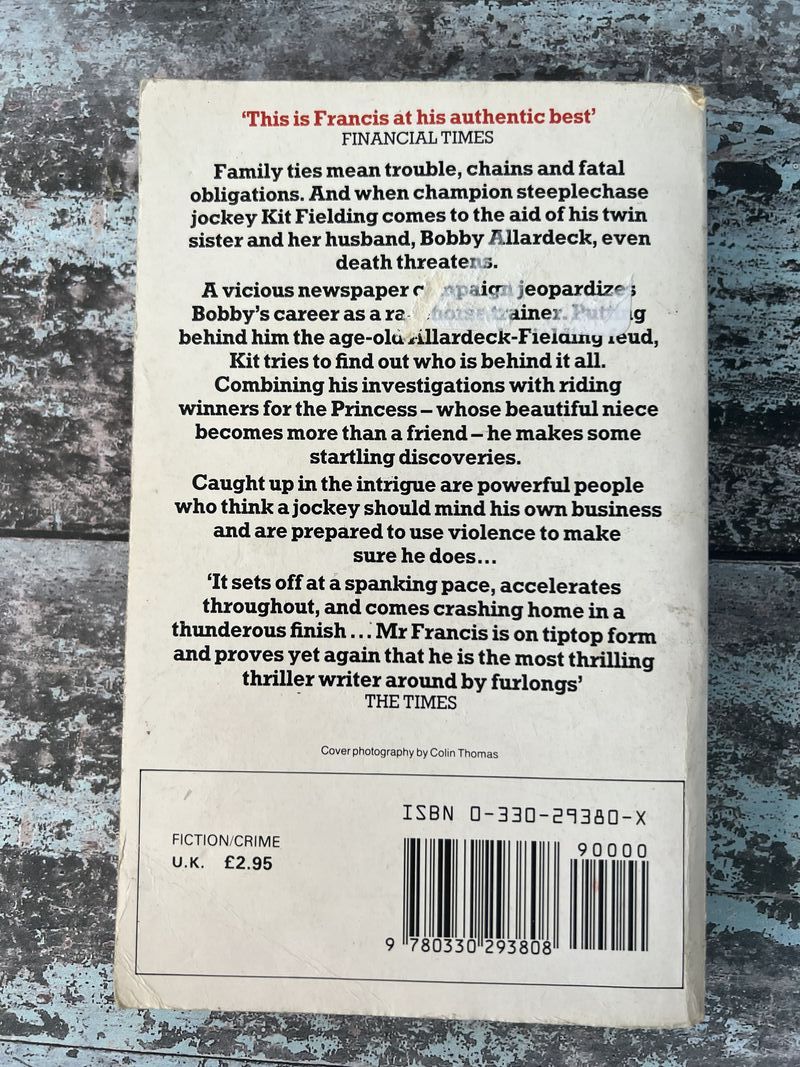 ‘This is Francis at his authentic best’
FINANCIAL TIMES
Family ties mean trouble, chains and fatal
obligations. And when champion steeplechase
jockey Kit Fielding comes to the aid of his twin
sister and her husband, Bobby Allardeck, even
death threatens.
A vicious newspaper campaign jeopardizes
Bobby’s career as a racehorse trainer. Putting
behind him the age-old Allardeck-Fielding feud,
Kit tries to find out who is behind it all.
Combining his investigations with riding
winners for the Princess – whose beautiful niece
becomes more than a friend – he makes some
startling discoveries.
Caught up in the intrigue are powerful people
who think a jockey should mind his own business
and are prepared to use violence to make
sure he does...
‘It sets off at a spanking pace, accelerates
throughout, and comes crashing home in a
thunderous finish ... Mr Francis is on tiptop form
and proves yet again that he is the most thrilling
thriller writer around by furlongs’
THE TIMES
Cover photography by Colin Thomas
ISBN 0-330-29380-X
FICTION/CRIME
U.K. £2.95
90000
9 780330 293808